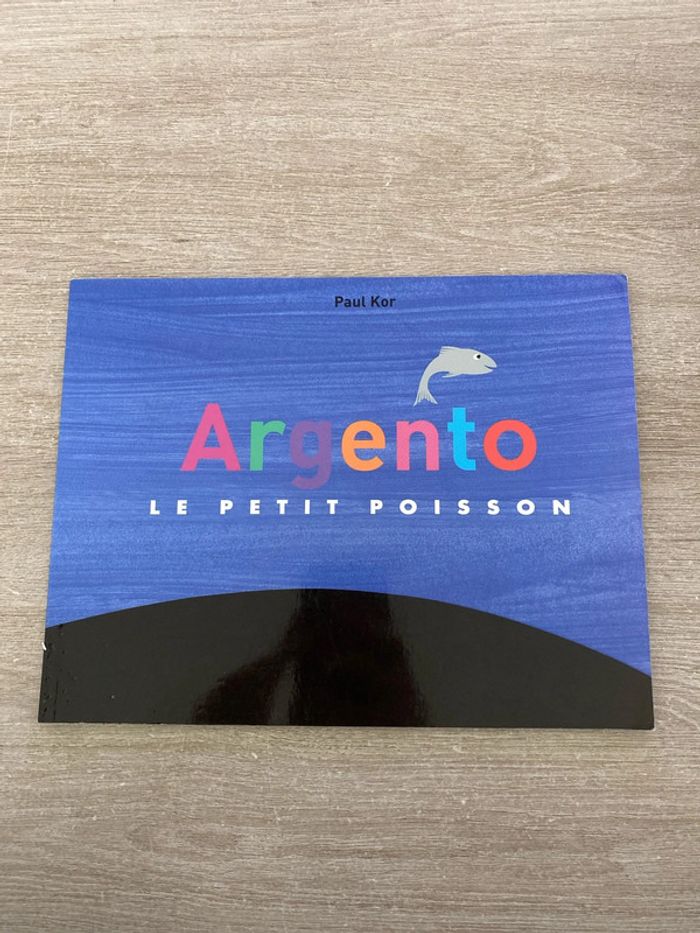 Paul Kor
Argento
LE PETIT POISSON